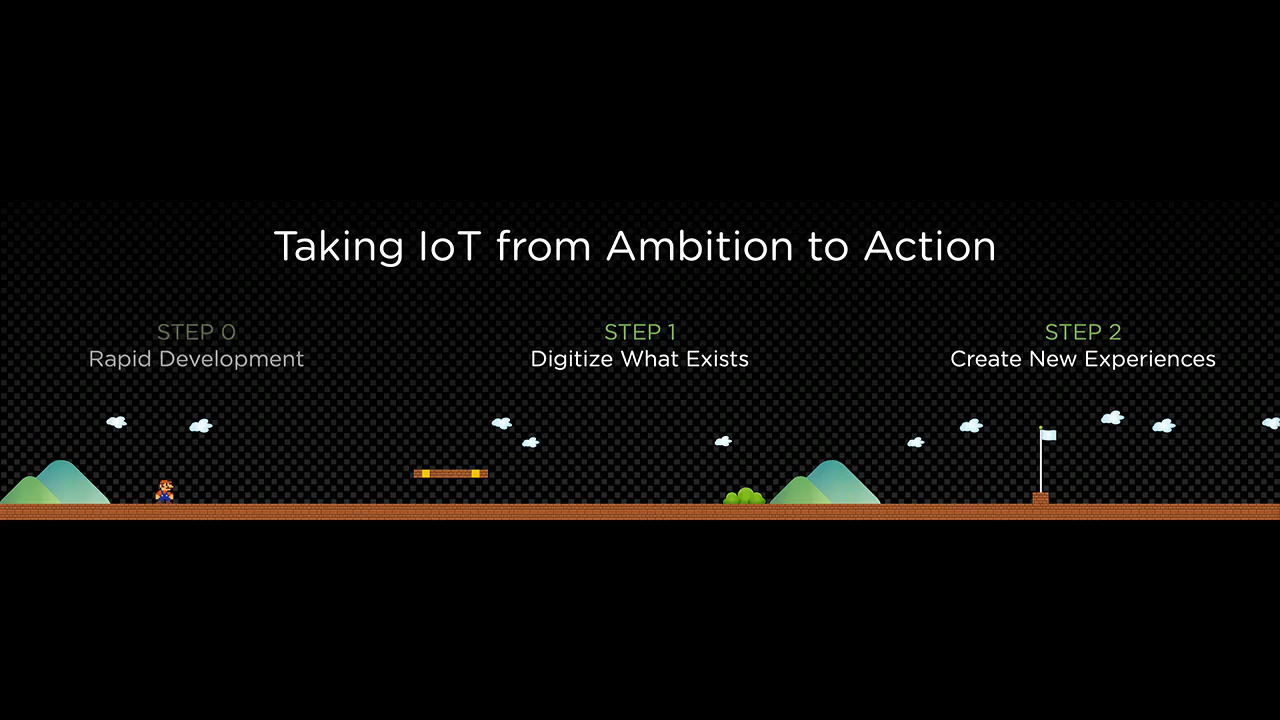 Taking IoT from Ambition to Action
STEP 0
Rapid Development
STEP 1
Digitize What Exists
STEP 2
Create New Experiences